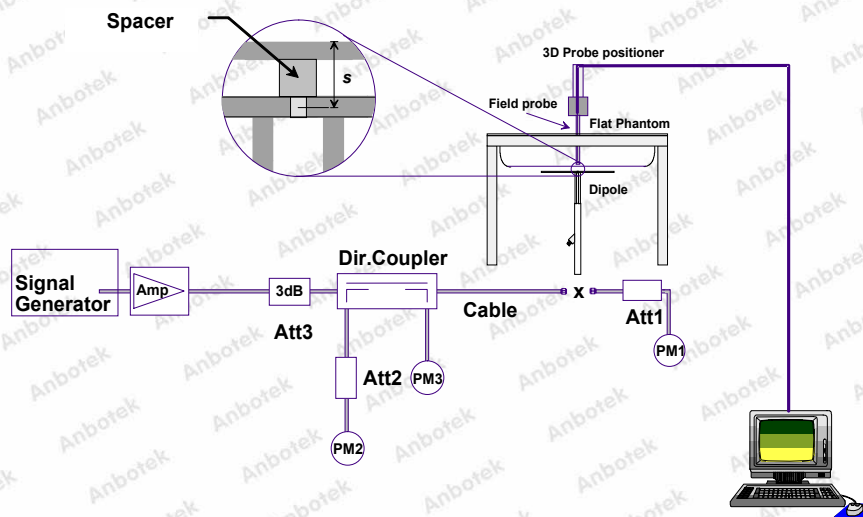 Spacer
s
3D Probe positioner
Field probe
Flat Phantom
Dipole
Dir.Coupler
Signal
Generator
Amp
3dB
Att3
Cable
x
Att1
PM1
Att2
PM3
PM2
Anbotek